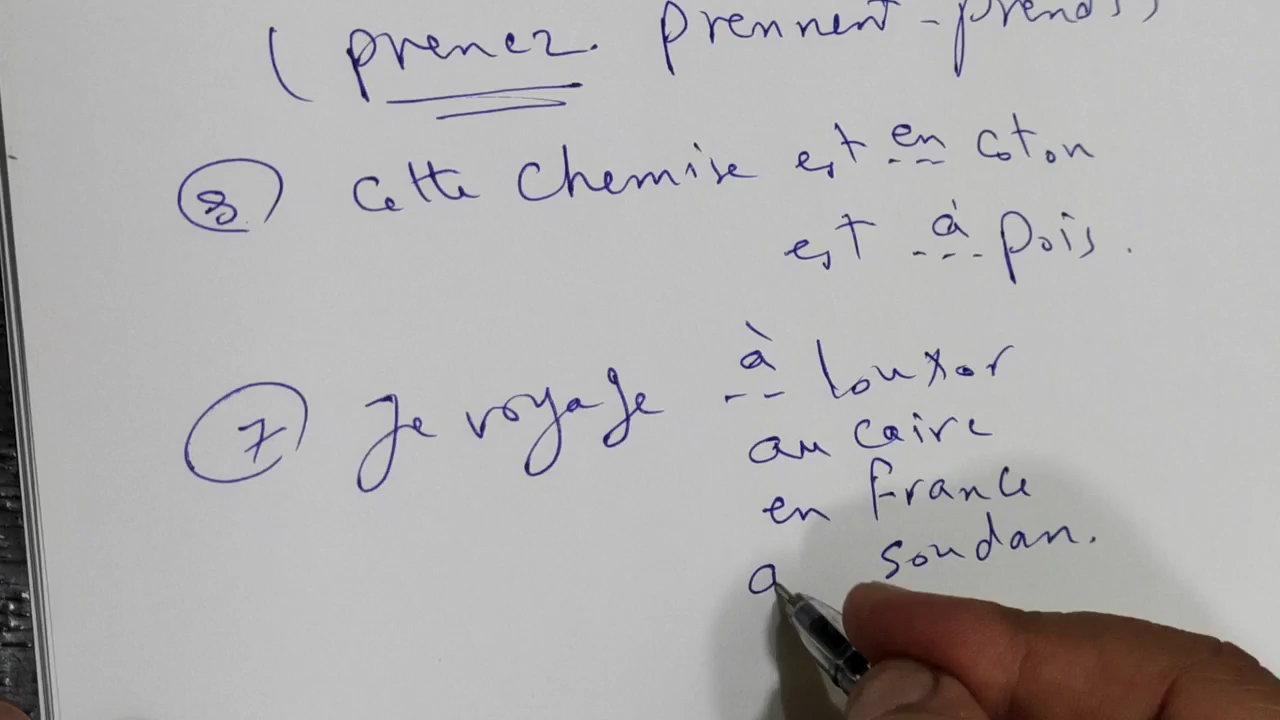 (prenez. prennent - prends)
8 Cette chemise est en coton
est à pois.
7 Je voyage à louxor
au caire
en France
a soudan.